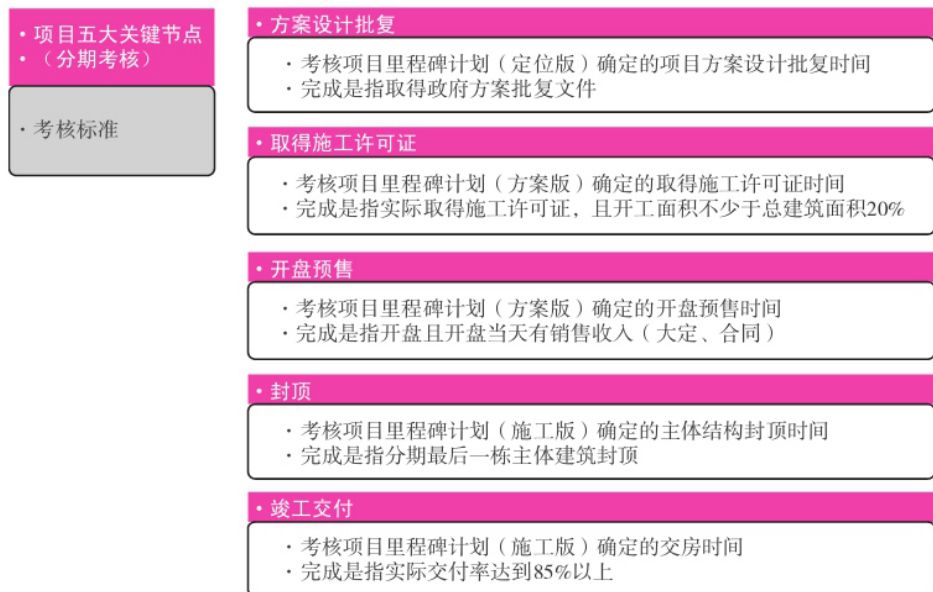 • 项目五大关键节点
• （分期考核）
· 考核标准
• 方案设计批复
· 考核项目里程碑计划（定位版）确定的项目方案设计批复时间
· 完成是指取得政府方案批复文件
• 取得施工许可证
· 考核项目里程碑计划（方案版）确定的取得施工许可证时间
· 完成是指实际取得施工许可证，且开工面积不少于总建筑面积20%
• 开盘预售
· 考核项目里程碑计划（方案版）确定的开盘预售时间
· 完成是指开盘且开盘当天有销售收入（大定、合同）
• 封顶
· 考核项目里程碑计划（施工版）确定的主体结构封顶时间
· 完成是指分期最后一栋主体建筑封顶
• 竣工交付
· 考核项目里程碑计划（施工版）确定的交房时间
· 完成是指实际交付率达到85%以上